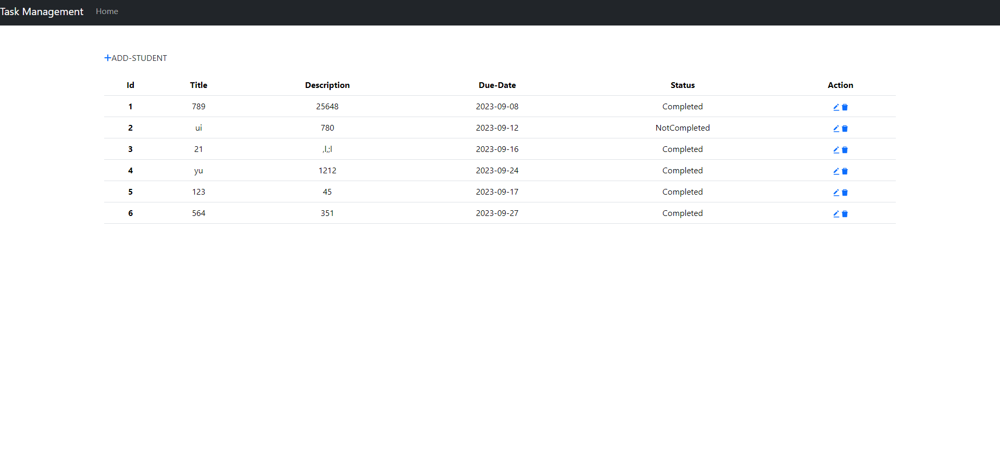 Task Management Home
ADD-STUDENT
Id Title Description Due-Date Status Action
1 789 25648 2023-09-08 Completed
2 ui 780 2023-09-12 NotCompleted
3 21 ,l,;l 2023-09-16 Completed
4 yu 1212 2023-09-24 Completed
5 123 45 2023-09-17 Completed
6 564 351 2023-09-27 Completed